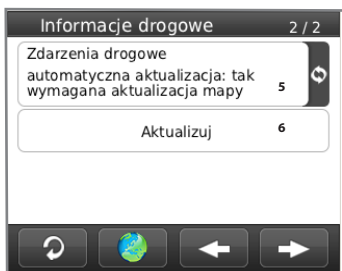 Informacje drogowe 2 / 2
Zdarzenia drogowe
automatyczna aktualizacja: tak
wymagana aktualizacja mapy 5
Aktualizuj 6